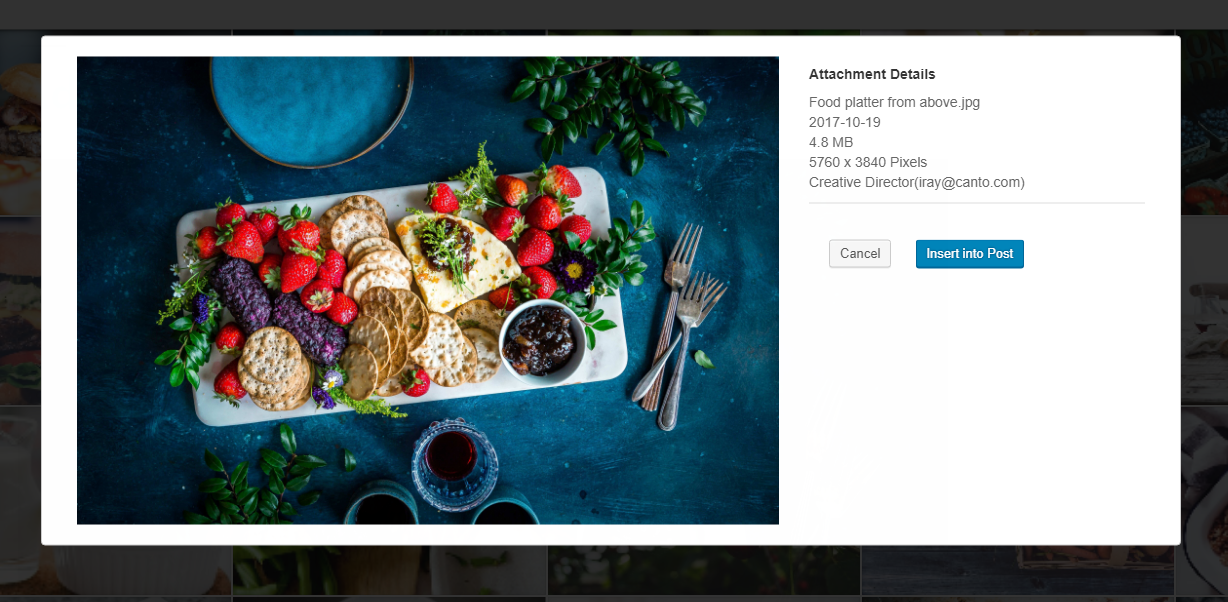 Attachment Details
Food platter from above.jpg
2017-10-19
4.8 MB
5760 x 3840 Pixels
Creative Director(iray@canto.com)
Cancel
Insert into Post